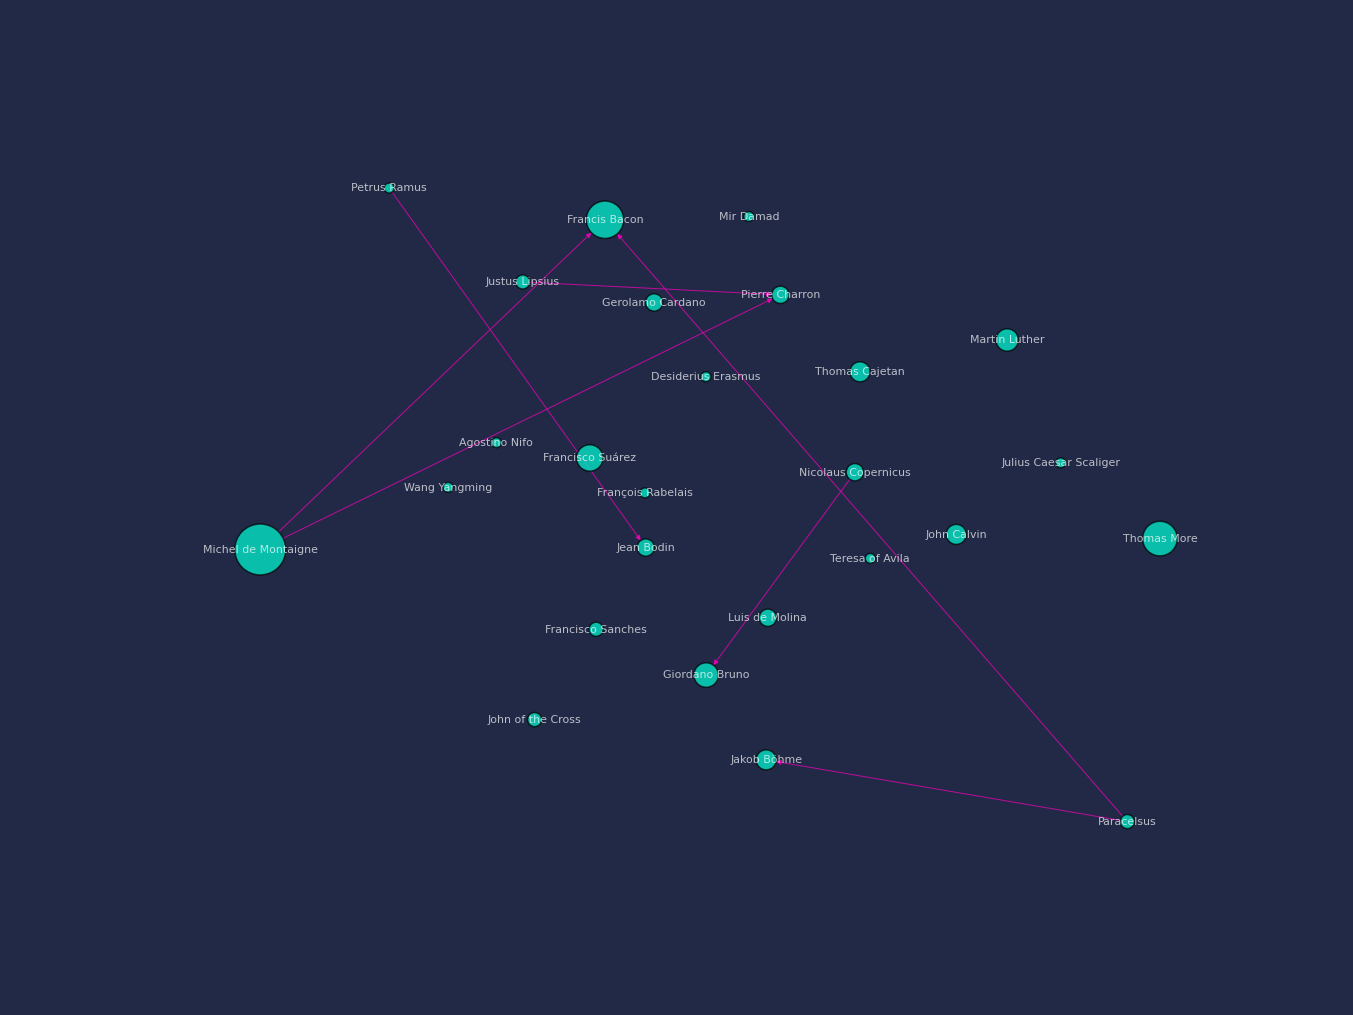 Petrus Ramus
Mir Damad
Francis Bacon
Justus Lipsius
Pierre Charron
Gerolamo Cardano
Martin Luther
Thomas Cajetan
Desiderius Erasmus
Agostino Nifo
Francisco Suárez
Julius Caesar Scaliger
Nicolaus Copernicus
Wang Yangming
François Rabelais
John Calvin
Thomas More
Jean Bodin
Michel de Montaigne
Teresa of Avila
Luis de Molina
Francisco Sanches
Giordano Bruno
John of the Cross
Jakob Böhme
Paracelsus